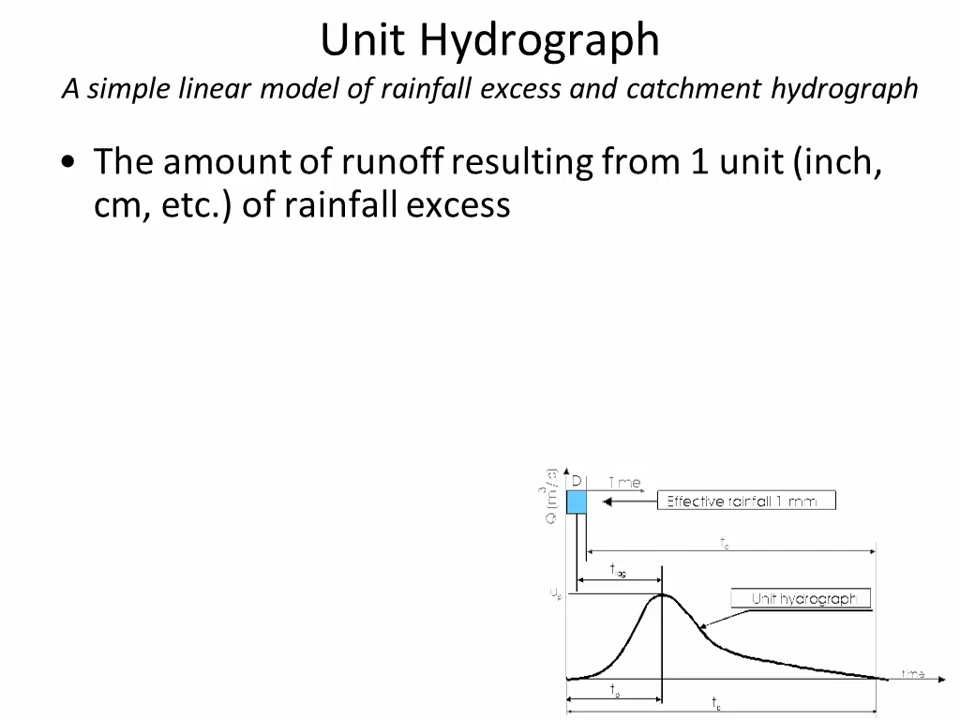 Unit Hydrograph
A simple linear model of rainfall excess and catchment hydrograph
• The amount of runoff resulting from 1 unit (inch,
cm, etc.) of rainfall excess
D
Time
Q (m³/s)
Effective rainfall 1 mm
t
t lag
u p
Unit hydrograph
time
t p
t